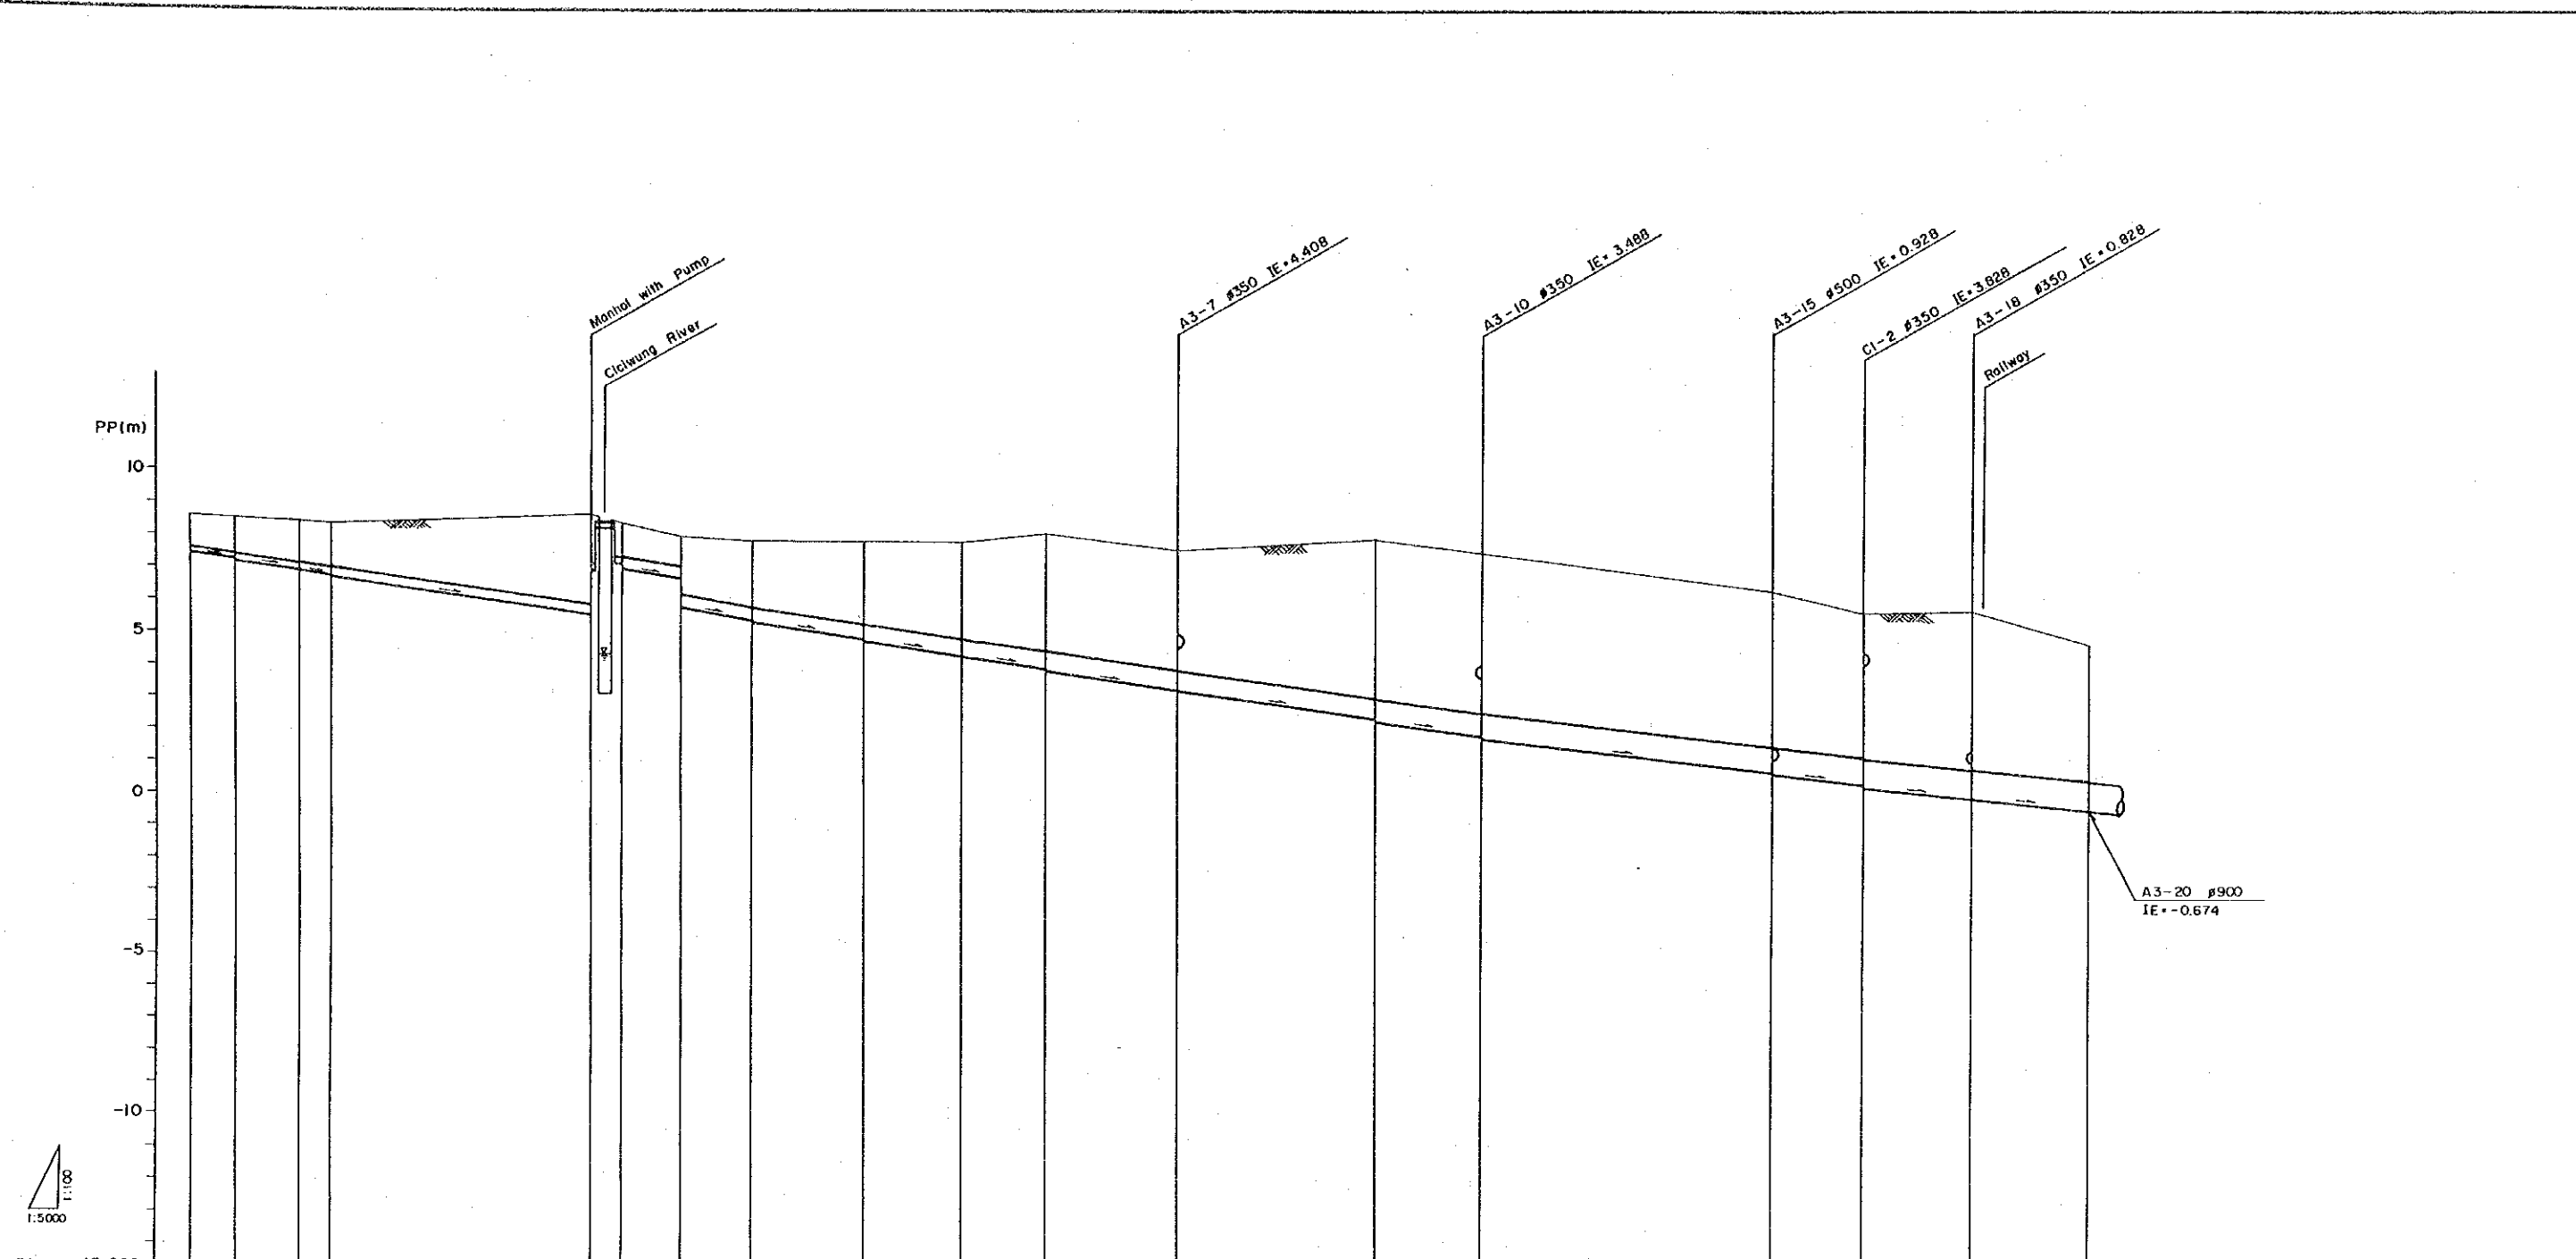 Manhol with Pump
Ciciwung River
A3-7 ø350 IE=4.408
A3-10 ø350 IE=3.488
A3-15 ø500 IE=0.928
C1-2 ø350 IE=3.828
A3-18 ø350 IE=0.828
Railway
PP(m)
10
5
0
-5
-10
A3-20 ø900
IE=-0.674
1:100
1:5000